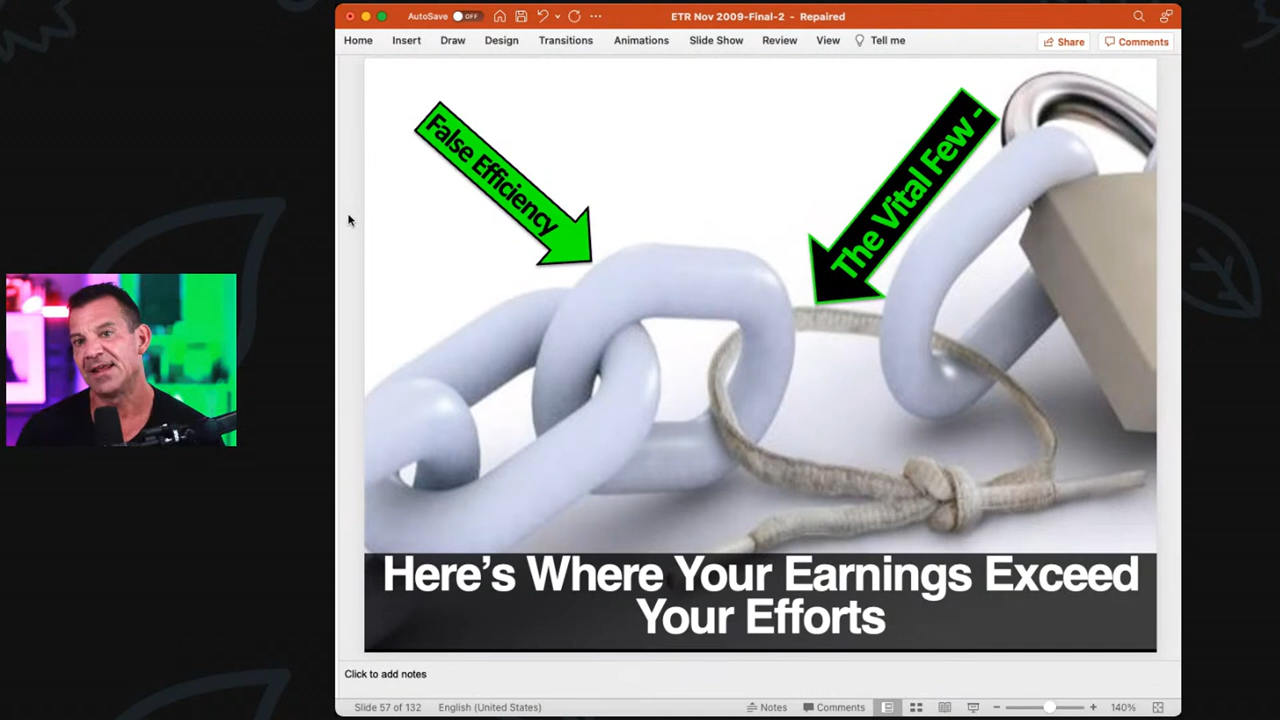 AutoSave OFF
ETR Nov 2009-Final-2 - Repaired
Home Insert Draw Design Transitions Animations Slide Show Review View Tell me Share Comments
False Efficiency
The Vital Few -
Here's Where Your Earnings Exceed
Your Efforts
Click to add notes
Slide 57 of 132 English (United States) Notes Comments 140%